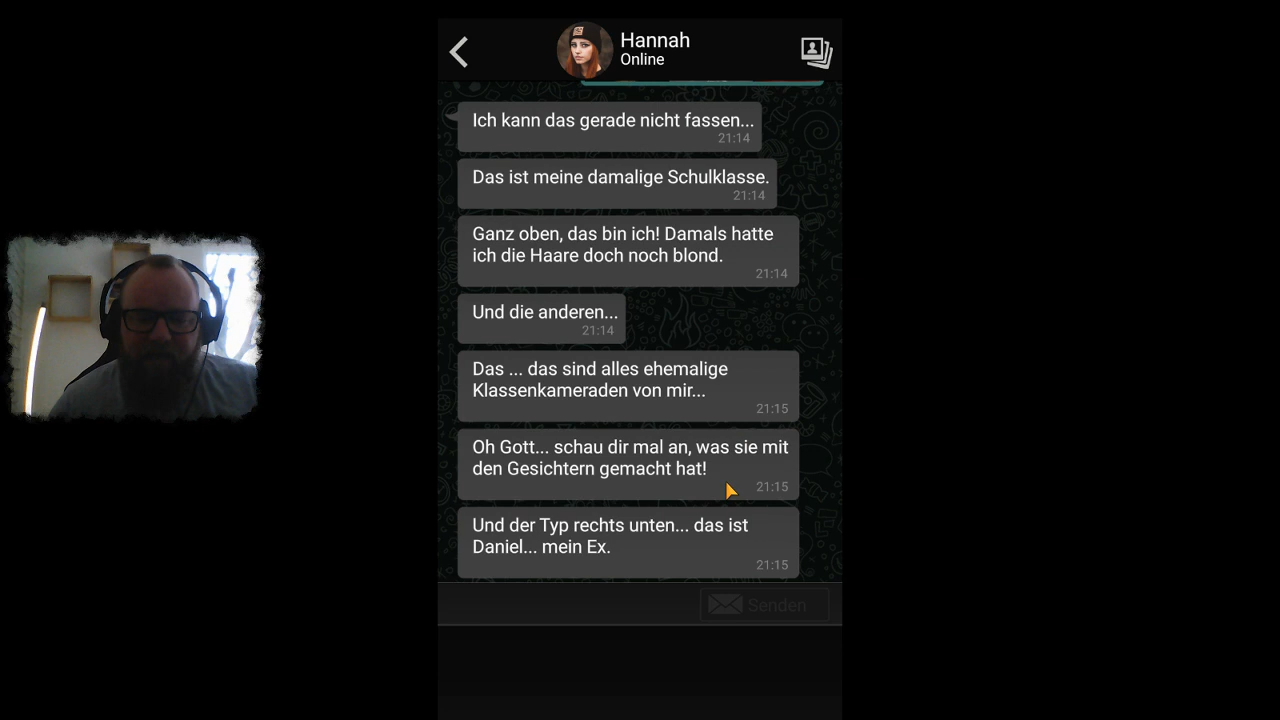 Hannah
Online
Ich kann das gerade nicht fassen...
21:14
Das ist meine damalige Schulklasse.
21:14
Ganz oben, das bin ich! Damals hatte
ich die Haare doch noch blond.
21:14
Und die anderen...
21:14
Das ... das sind alles ehemalige
Klassenkameraden von mir...
21:15
Oh Gott... schau dir mal an, was sie mit
den Gesichtern gemacht hat!
21:15
Und der Typ rechts unten... das ist
Daniel... mein Ex.
21:15
Senden